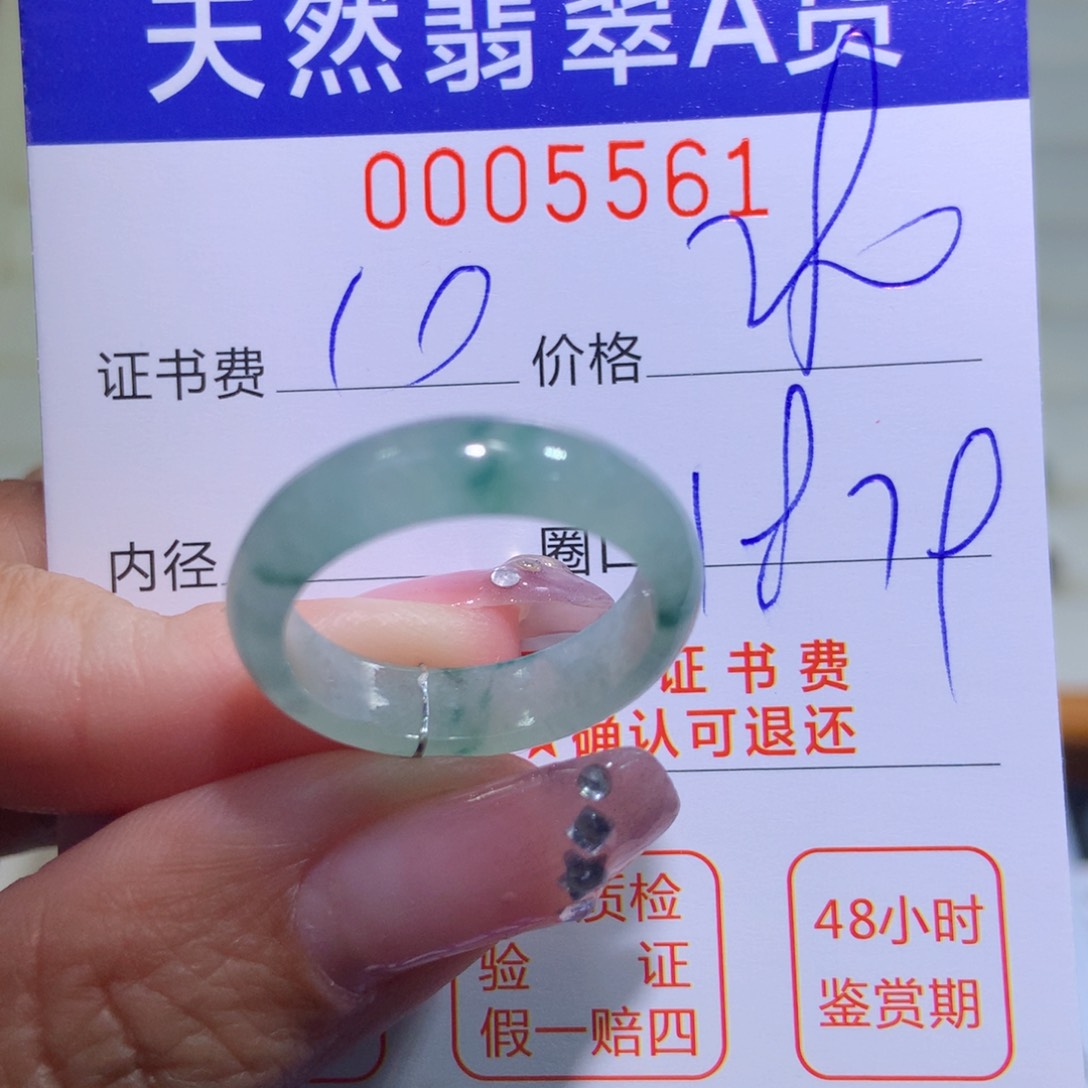 天然翡翠A货
0005561
证书费 10 价格
内径 圈口
证书费
确认可退还
质检
验 证
假一赔四
48小时
鉴赏期